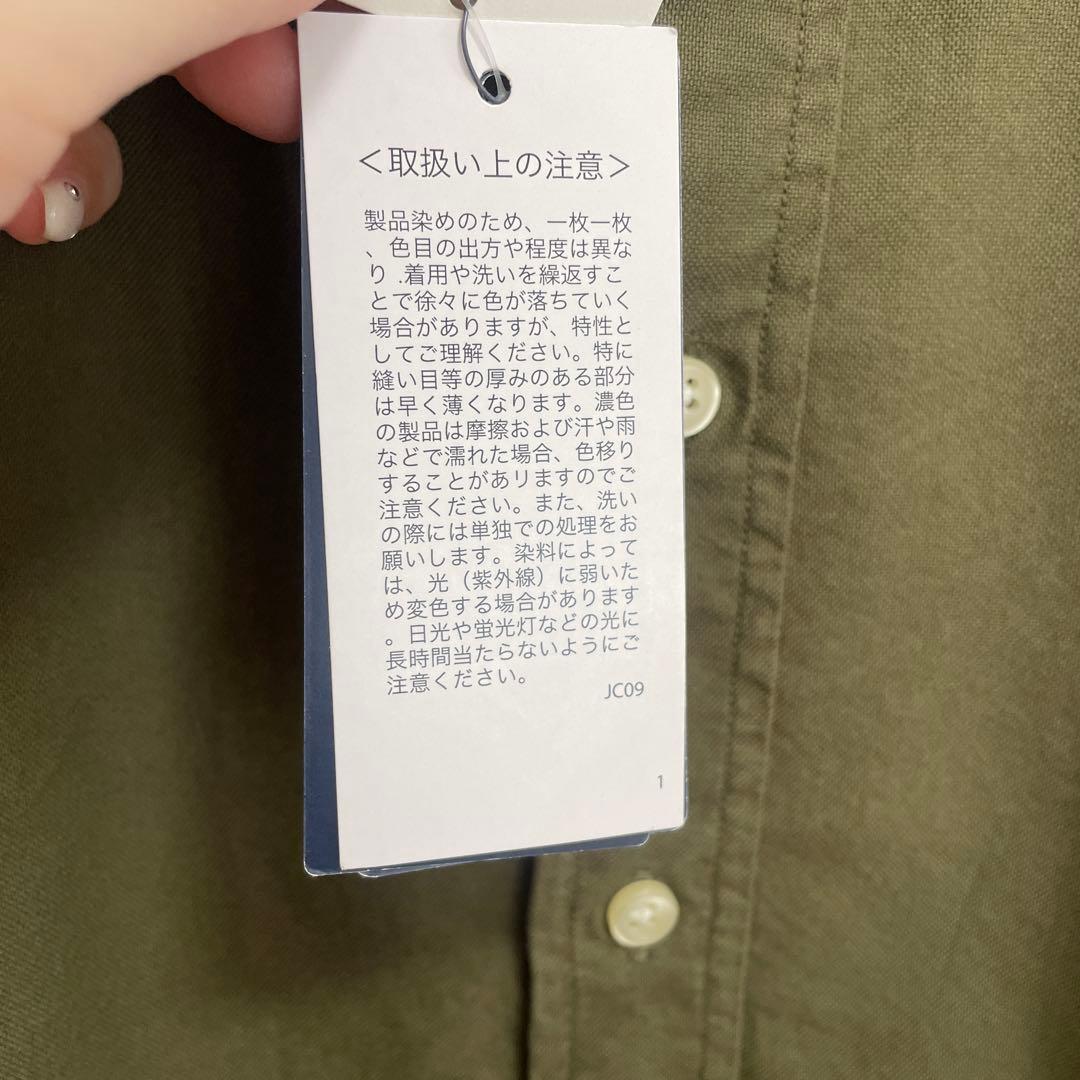 ＜取扱い上の注意＞
製品染めのため、一枚一枚
、色目の出方や程度は異な
り .着用や洗いを繰返すこ
とで徐々に色が落ちていく
場合がありますが、特性と
してご理解ください。特に
縫い目等の厚みのある部分
は早く薄くなります。濃色
の製品は摩擦および汗や雨
などで濡れた場合、色移り
することがあリますのでご
注意ください。また、洗い
の際には単独での処理をお
願いします。染料によって
は、光（紫外線）に弱いた
め変色する場合があります
。日光や蛍光灯などの光に
長時間当たらないようにご
注意ください。
JC09
1